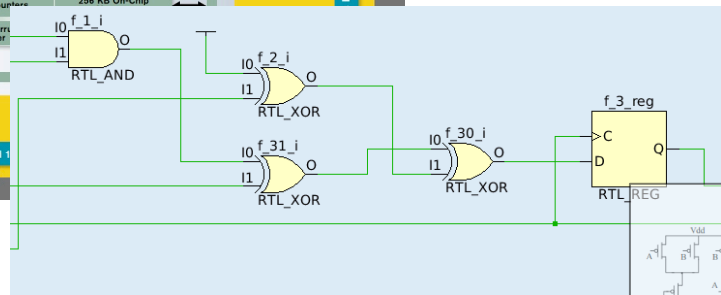 256 KB On-Chip
f_1_i
I0
I1
O
RTL_AND
f_2_i
I0
I1
O
RTL_XOR
f_31_i
I0
I1
O
RTL_XOR
f_30_i
I0
I1
O
RTL_XOR
f_3_reg
C
D
Q
RTL_REG
Vdd
A
B
B
A